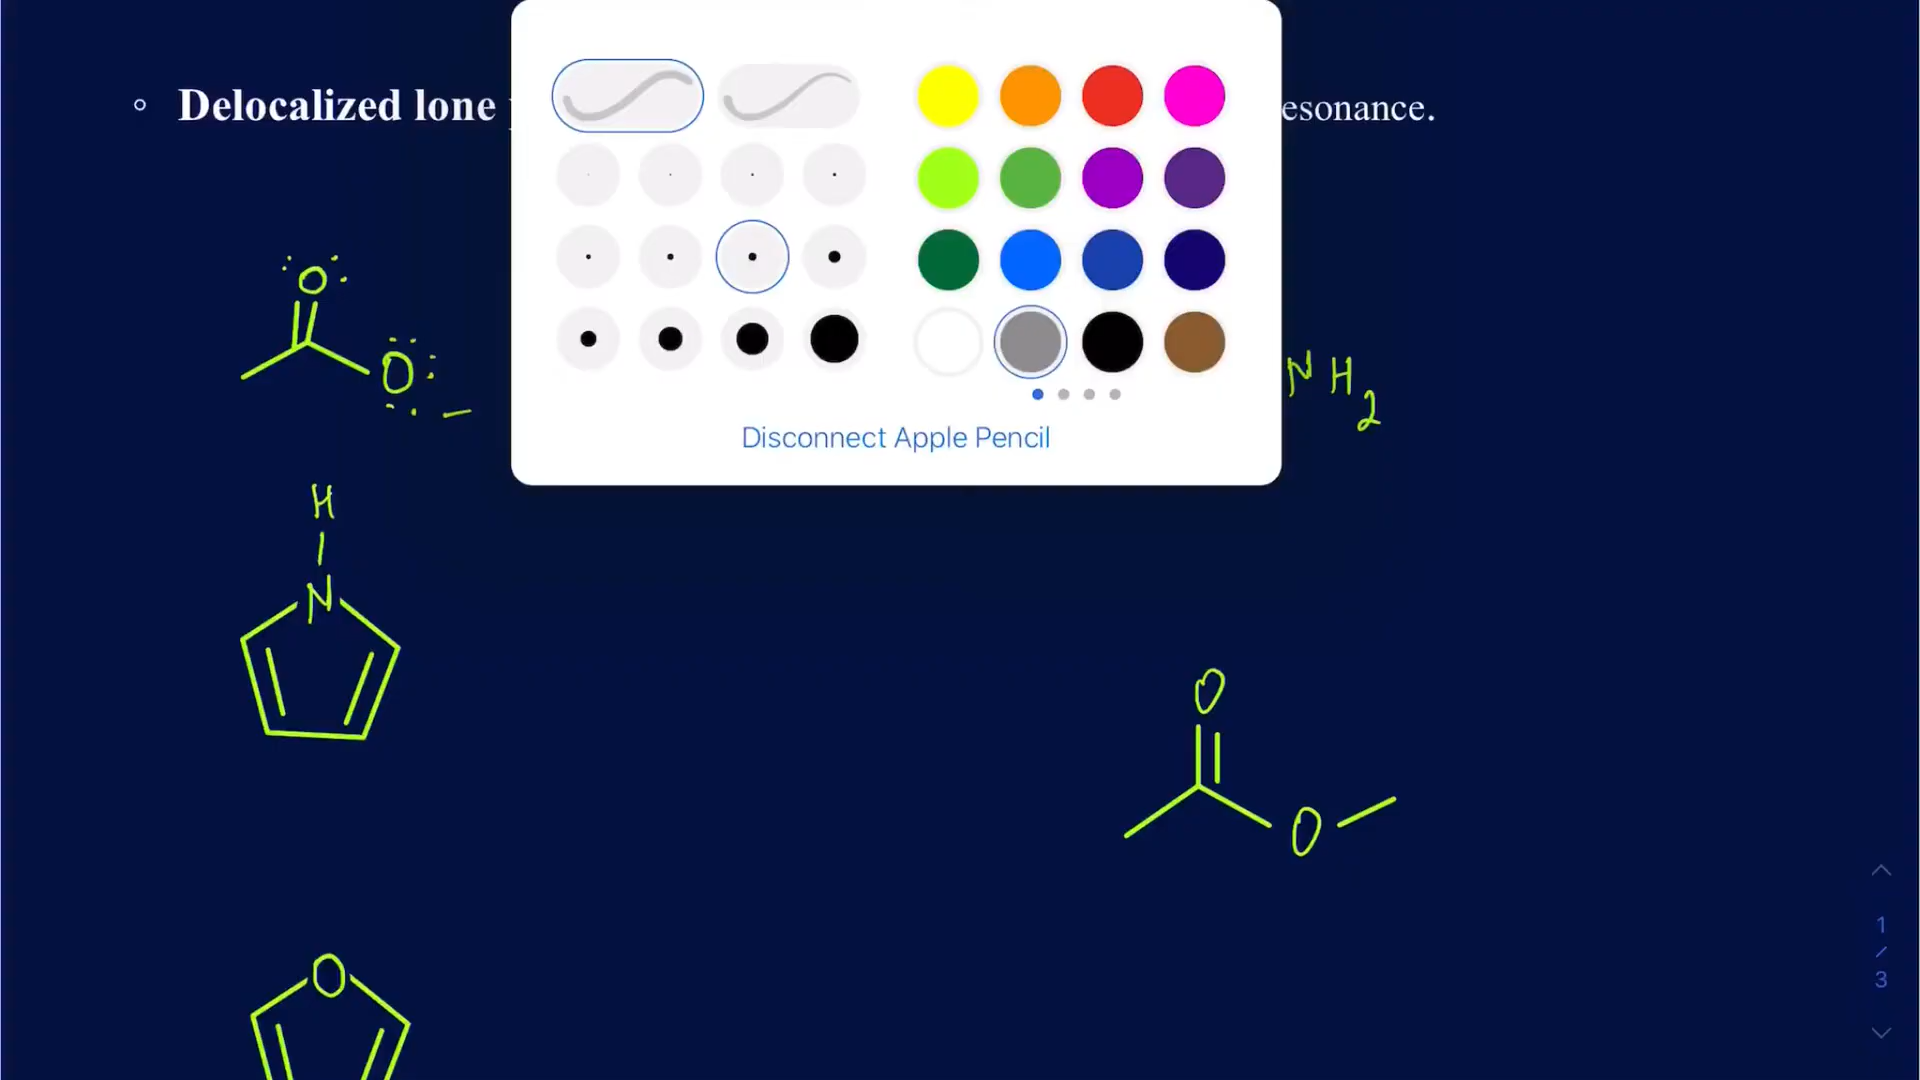 Delocalized lone
esonance.
O
O
NH2
Disconnect Apple Pencil
H
N
O
O
O
1
/
3